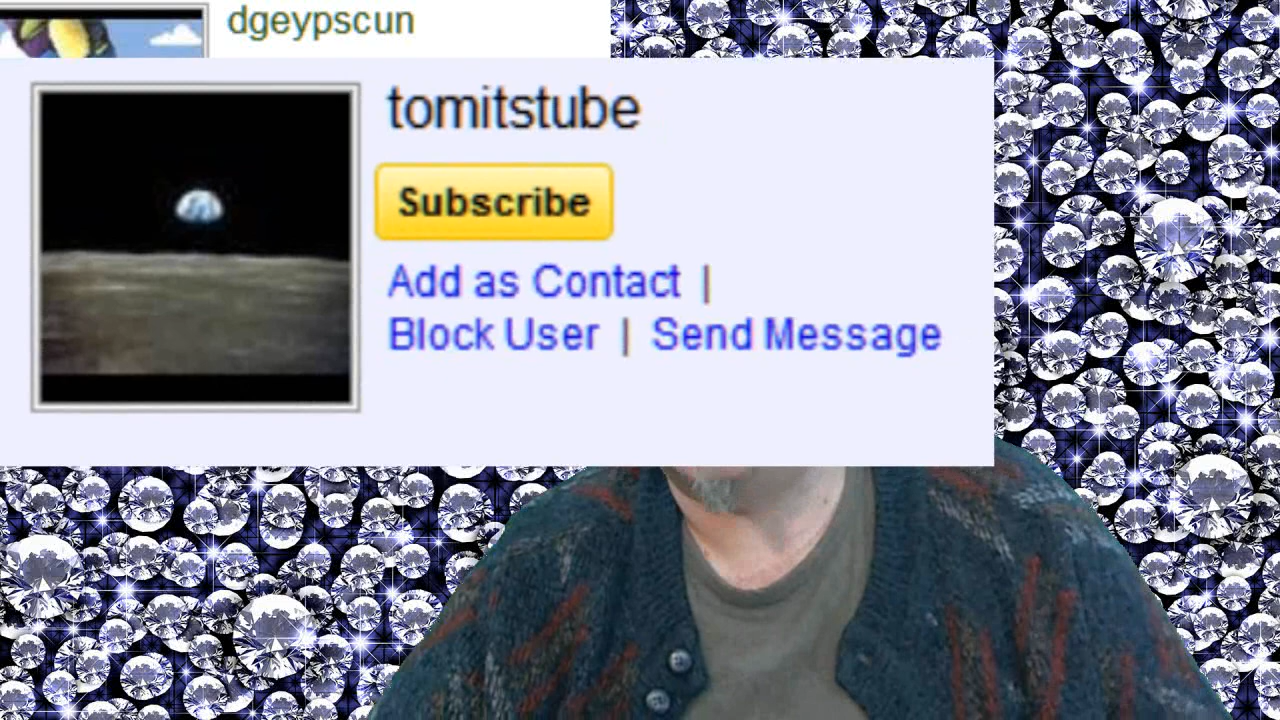 dgeypscun
tomitstube
Subscribe
Add as Contact |
Block User | Send Message